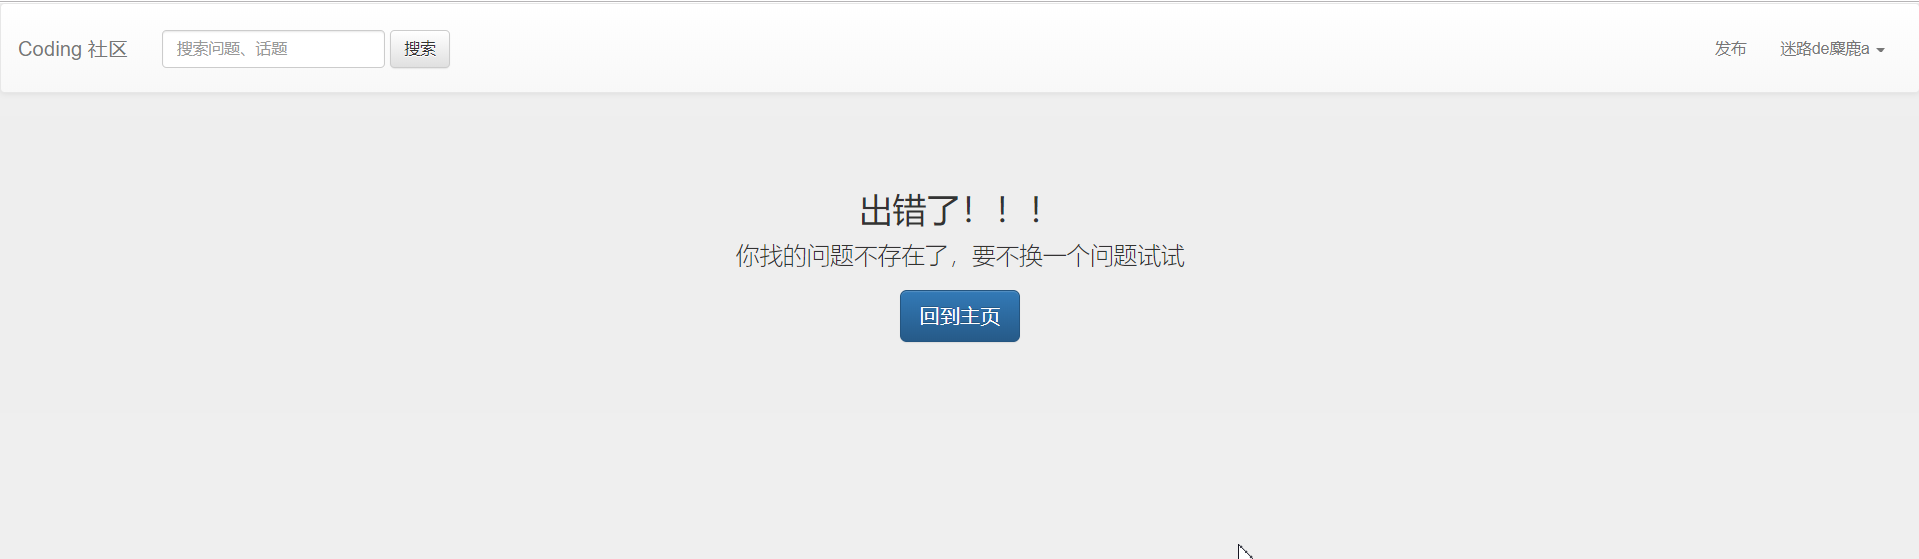 Coding 社区 搜索问题、话题 搜索 发布 迷路de麋鹿a
出错了！！！
你找的问题不存在了，要不换一个问题试试
回到主页